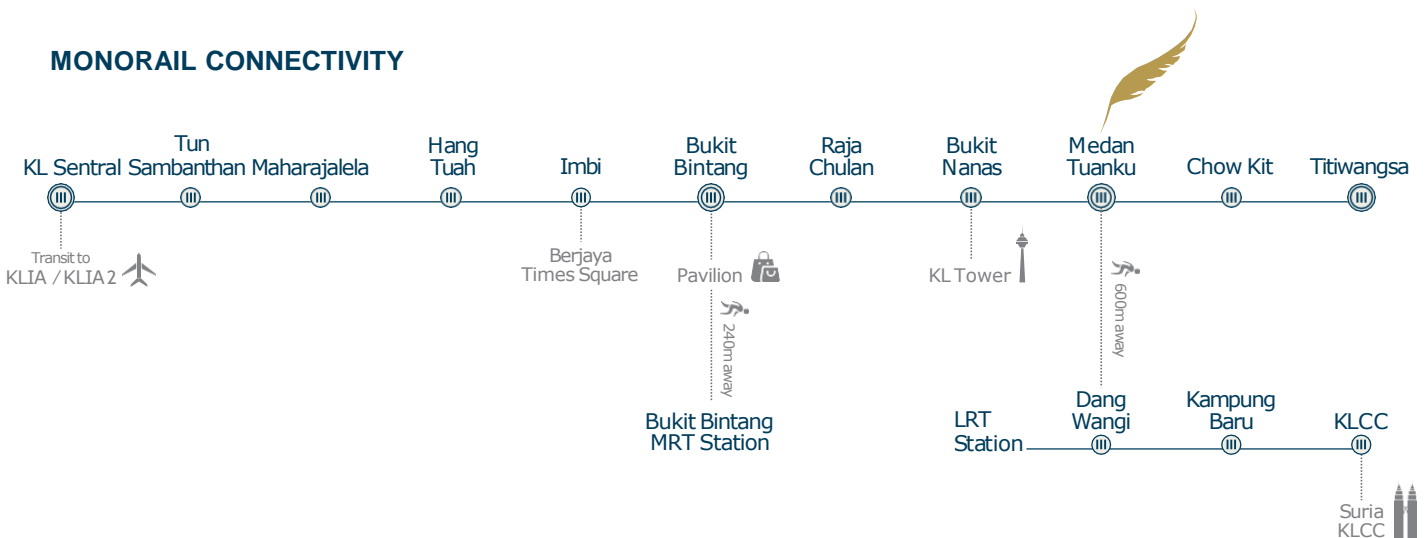 MONORAIL CONNECTIVITY
KL Sentral
Tun
Sambanthan
Maharajalela
Hang
Tuah
Imbi
Bukit
Bintang
Raja
Chulan
Bukit
Nanas
Medan
Tuanku
Chow Kit
Titiwangsa
Transit to
KLIA / KLIA 2
Berjaya
Times Square
Pavilion
KL Tower
240m away
600m away
Bukit Bintang
MRT Station
LRT
Station
Dang
Wangi
Kampung
Baru
KLCC
Suria
KLCC